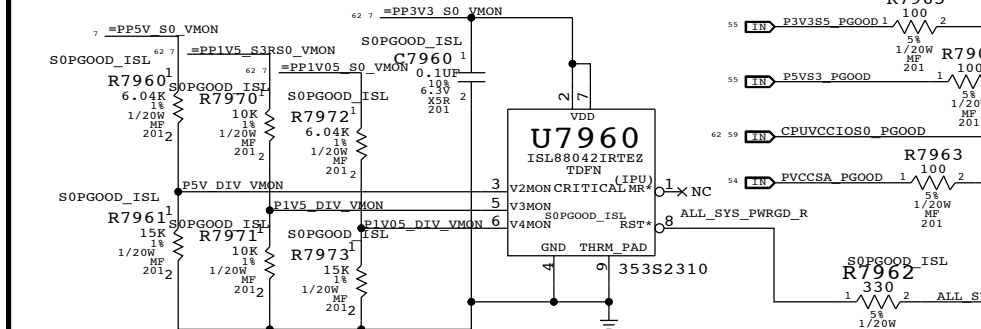 7 =PP5V_S0_VMON
62 7 =PP3V3_S0_VMON
62 7 =PP1V5_S3RS0_VMON
62 7 =PP1V05_S0_VMON
S0PGOOD_ISL
R7960
6.04K
1%
1/20W
MF
201
1
2
S0PGOOD_ISL
R7970
10K
1%
1/20W
MF
201
1
2
S0PGOOD_ISL
R7972
6.04K
1%
1/20W
MF
201
1
2
S0PGOOD_ISL
C7960
0.1UF
10%
6.3V
X5R
201
1
2
P5V_DIV_VMON
P1V5_DIV_VMON
P1V05_DIV_VMON
S0PGOOD_ISL
R7961
15K
1%
1/20W
MF
201
1
2
S0PGOOD_ISL
R7971
10K
1%
1/20W
MF
201
1
2
S0PGOOD_ISL
R7973
15K
1%
1/20W
MF
201
1
2
2 7
VDD
U7960
ISL88042IRTEZ
TDFN
(IPU)
3 V2MON CRITICAL MR* 1 NC
5 V3MON
S0PGOOD_ISL
6 V4MON RST* 8 ALL_SYS_PWRGD_R
GND THRM_PAD
4 9
353S2310
55 IN P3V3S5_PGOOD 1 2
100
5%
1/20W
MF
201
55 IN P5VS3_PGOOD 1
5%
MF
201
62 59 IN CPUVCCIOS0_PGOOD
R7963
54 IN PVCCSA_PGOOD 1 2
100
5%
1/20W
MF
201
S0PGOOD_ISL
R7962
330
1 2
5%
1/20W